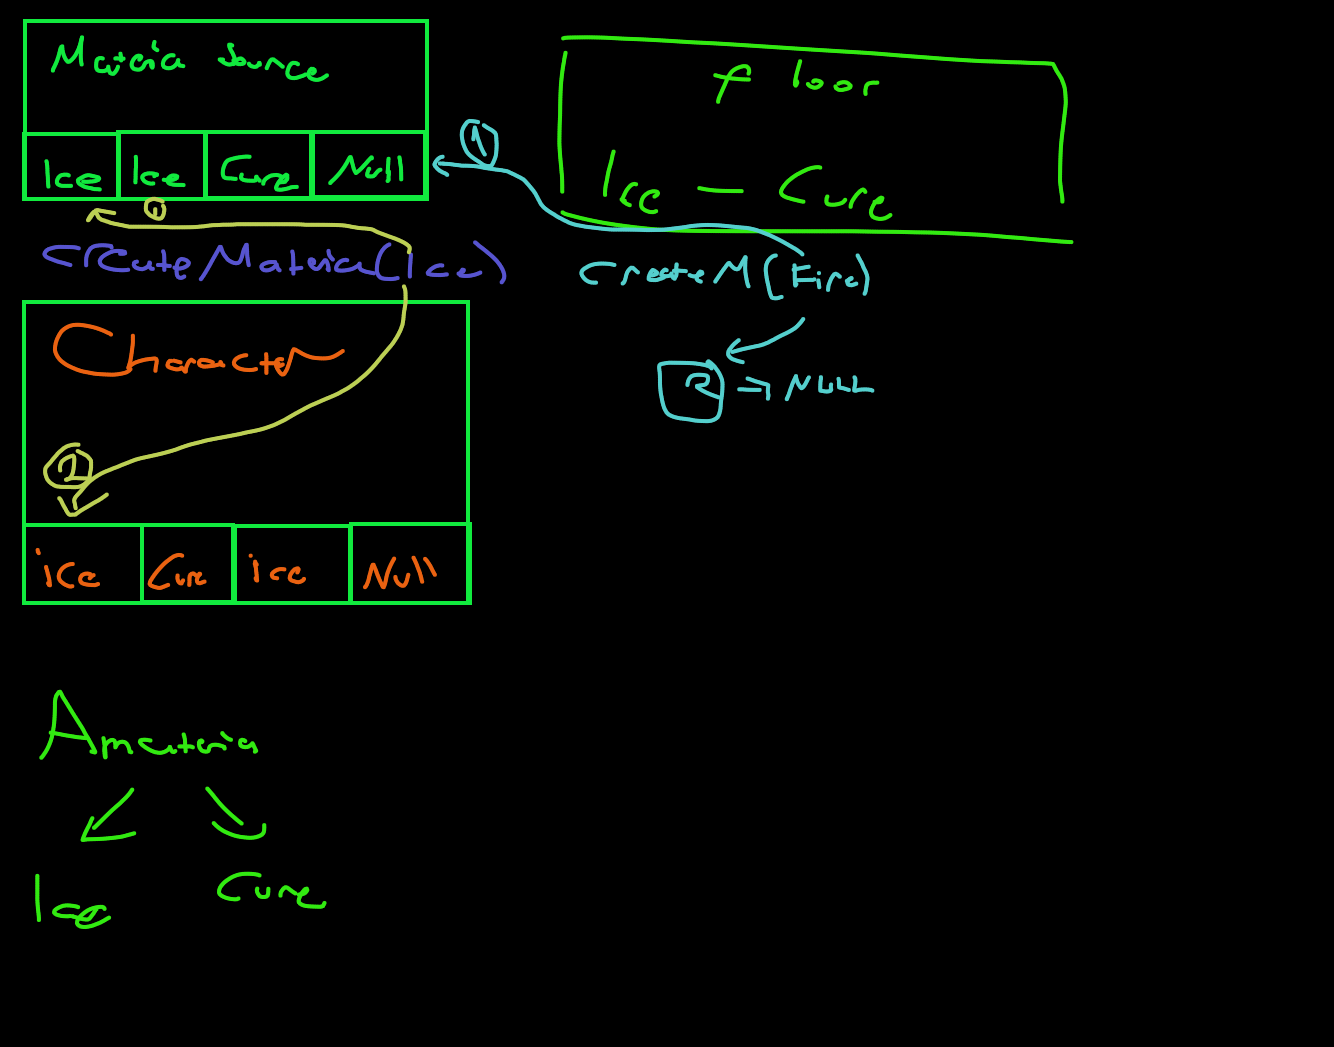 Materia Source
Ice Ice Cure Null
1
floor
Ice - Cure
1
CreateMateria(Ice)
CreateM(Fire)
2 => NULL
Character
2
ice Cure ice Null
Amateria
Ice Cure